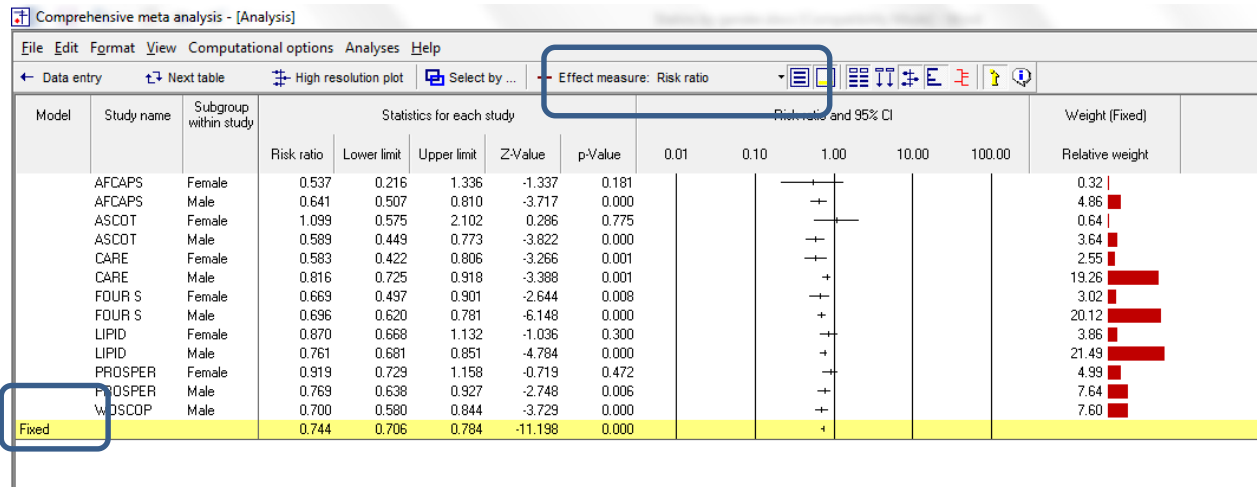 Comprehensive meta analysis - [Analysis]
File Edit Format View Computational options Analyses Help
Data entry Next table High resolution plot Select by ... Effect measure: Risk ratio
Model Study name Subgroup within study Statistics for each study Risk ratio and 95% CI Weight (Fixed)
Risk ratio Lower limit Upper limit Z-Value p-Value 0.01 0.10 1.00 10.00 100.00 Relative weight
AFCAPS Female 0.537 0.216 1.336 -1.337 0.181 0.32
AFCAPS Male 0.641 0.507 0.810 -3.717 0.000 4.86
ASCOT Female 1.099 0.575 2.102 0.286 0.775 0.64
ASCOT Male 0.589 0.449 0.773 -3.822 0.000 3.64
CARE Female 0.583 0.422 0.806 -3.266 0.001 2.55
CARE Male 0.816 0.725 0.918 -3.388 0.001 19.26
FOUR S Female 0.669 0.497 0.901 -2.644 0.008 3.02
FOUR S Male 0.696 0.620 0.781 -6.148 0.000 20.12
LIPID Female 0.870 0.668 1.132 -1.036 0.300 3.86
LIPID Male 0.761 0.681 0.851 -4.784 0.000 21.49
PROSPER Female 0.919 0.729 1.158 -0.719 0.472 4.99
PROSPER Male 0.769 0.638 0.927 -2.748 0.006 7.64
WOSCOP Male 0.700 0.580 0.844 -3.729 0.000 7.60
Fixed 0.744 0.706 0.784 -11.198 0.000